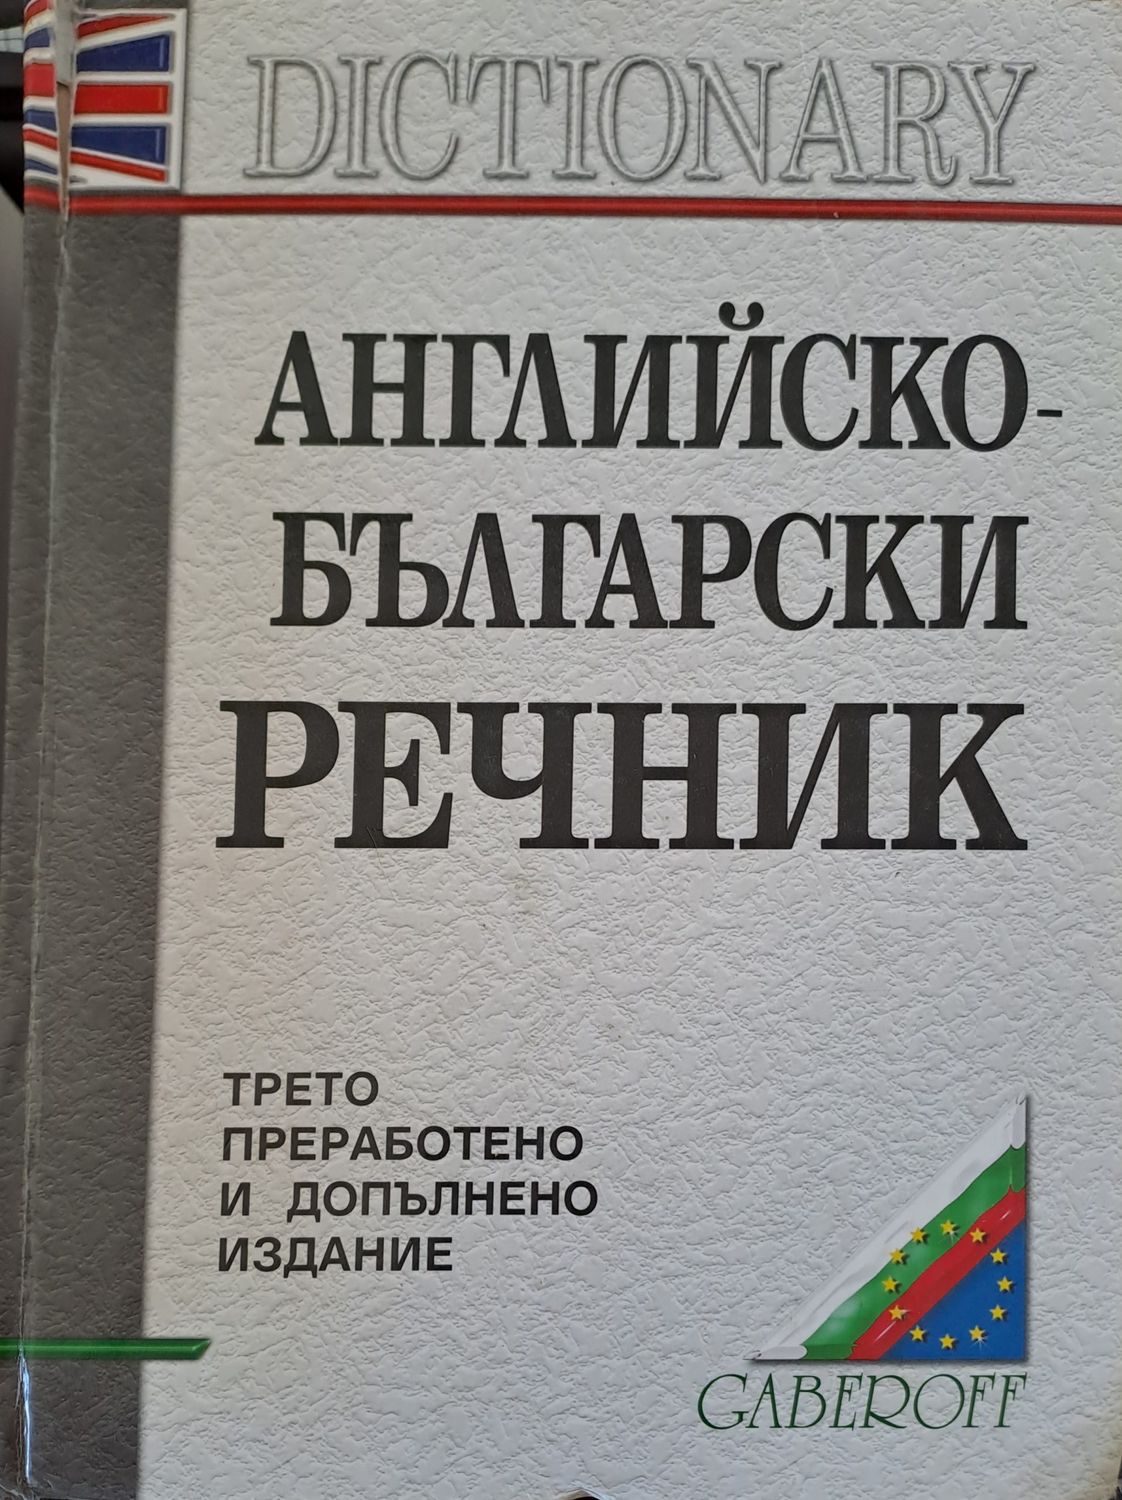 DICTIONARY
АНГЛИЙСКО-
БЪЛГАРСКИ
РЕЧНИК
ТРЕТО
ПРЕРАБОТЕНО
И ДОПЪЛНЕНО
ИЗДАНИЕ
GABEROFF